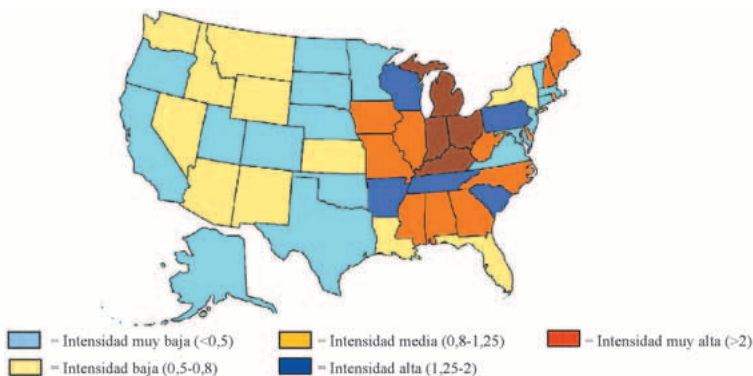 = Intensidad muy baja (<0,5)
= Intensidad media (0,8-1,25)
= Intensidad muy alta (>2)
= Intensidad baja (0,5-0,8)
= Intensidad alta (1,25-2)